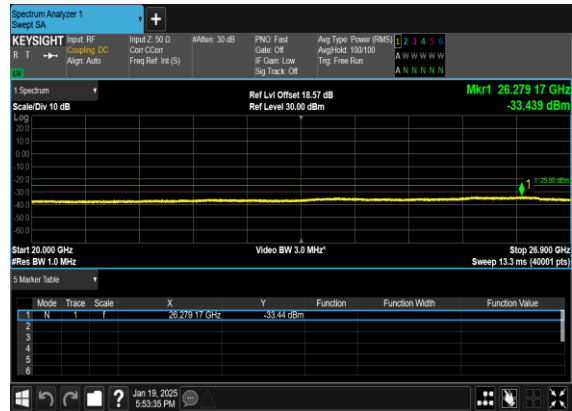 Spectrum Analyzer 1
Swept SA
KEYSIGHT Input: RF Input Z: 50 Ω #Atten: 30 dB PNO: Fast Avg Type: Power (RMS) 1 2 3 4 5 6
R T Coupling: DC Corr CCorr Gate: Off Avg|Hold: 100/100 A W W W W W
Align: Auto Freq Ref: Int (S) IF Gain: Low Trig: Free Run A N N N N N
Sig Track: Off
1 Spectrum Ref Lvl Offset 18.57 dB Mkr1 26.279 17 GHz
Scale/Div 10 dB Ref Level 30.00 dBm -33.439 dBm
Log
20.0
10.0
0.00
-10.0
-20.0
1 -25.00 dBm
1
-30.0
-40.0
-50.0
-60.0
Start 20.000 GHz Video BW 3.0 MHz* Stop 26.900 GHz
#Res BW 1.0 MHz Sweep 13.3 ms (40001 pts)
5 Marker Table
Mode Trace Scale X Y Function Function Width Function Value
1 N 1 f 26.279 17 GHz -33.44 dBm
2
3
4
5
6
? Jan 19, 2025
5:53:35 PM